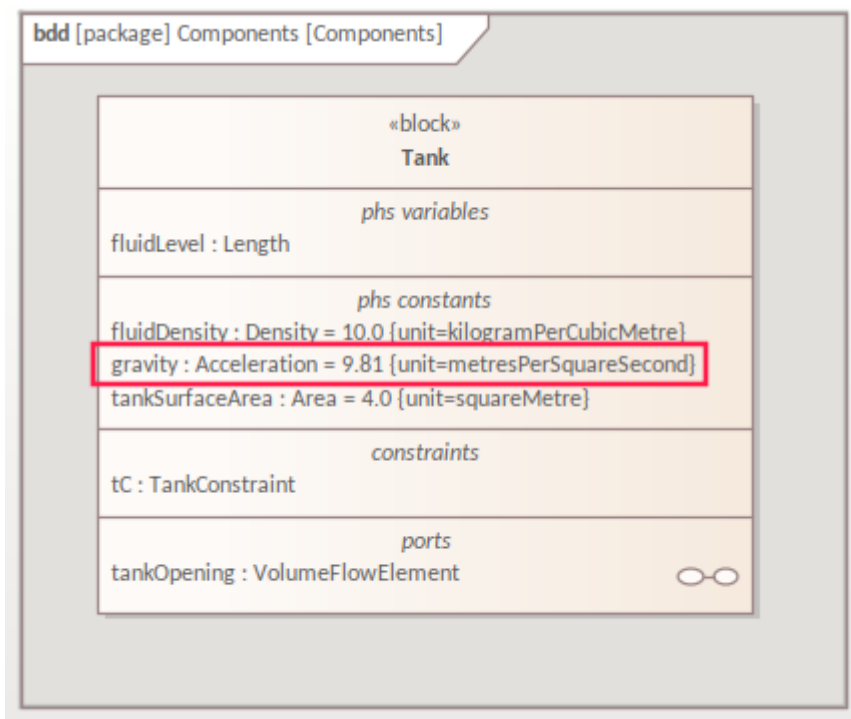 bdd [package] Components [Components]
«block»
Tank
phs variables
fluidLevel : Length
phs constants
fluidDensity : Density = 10.0 {unit=kilogramPerCubicMetre}
gravity : Acceleration = 9.81 {unit=metresPerSquareSecond}
tankSurfaceArea : Area = 4.0 {unit=squareMetre}
constraints
tC : TankConstraint
ports
tankOpening : VolumeFlowElement